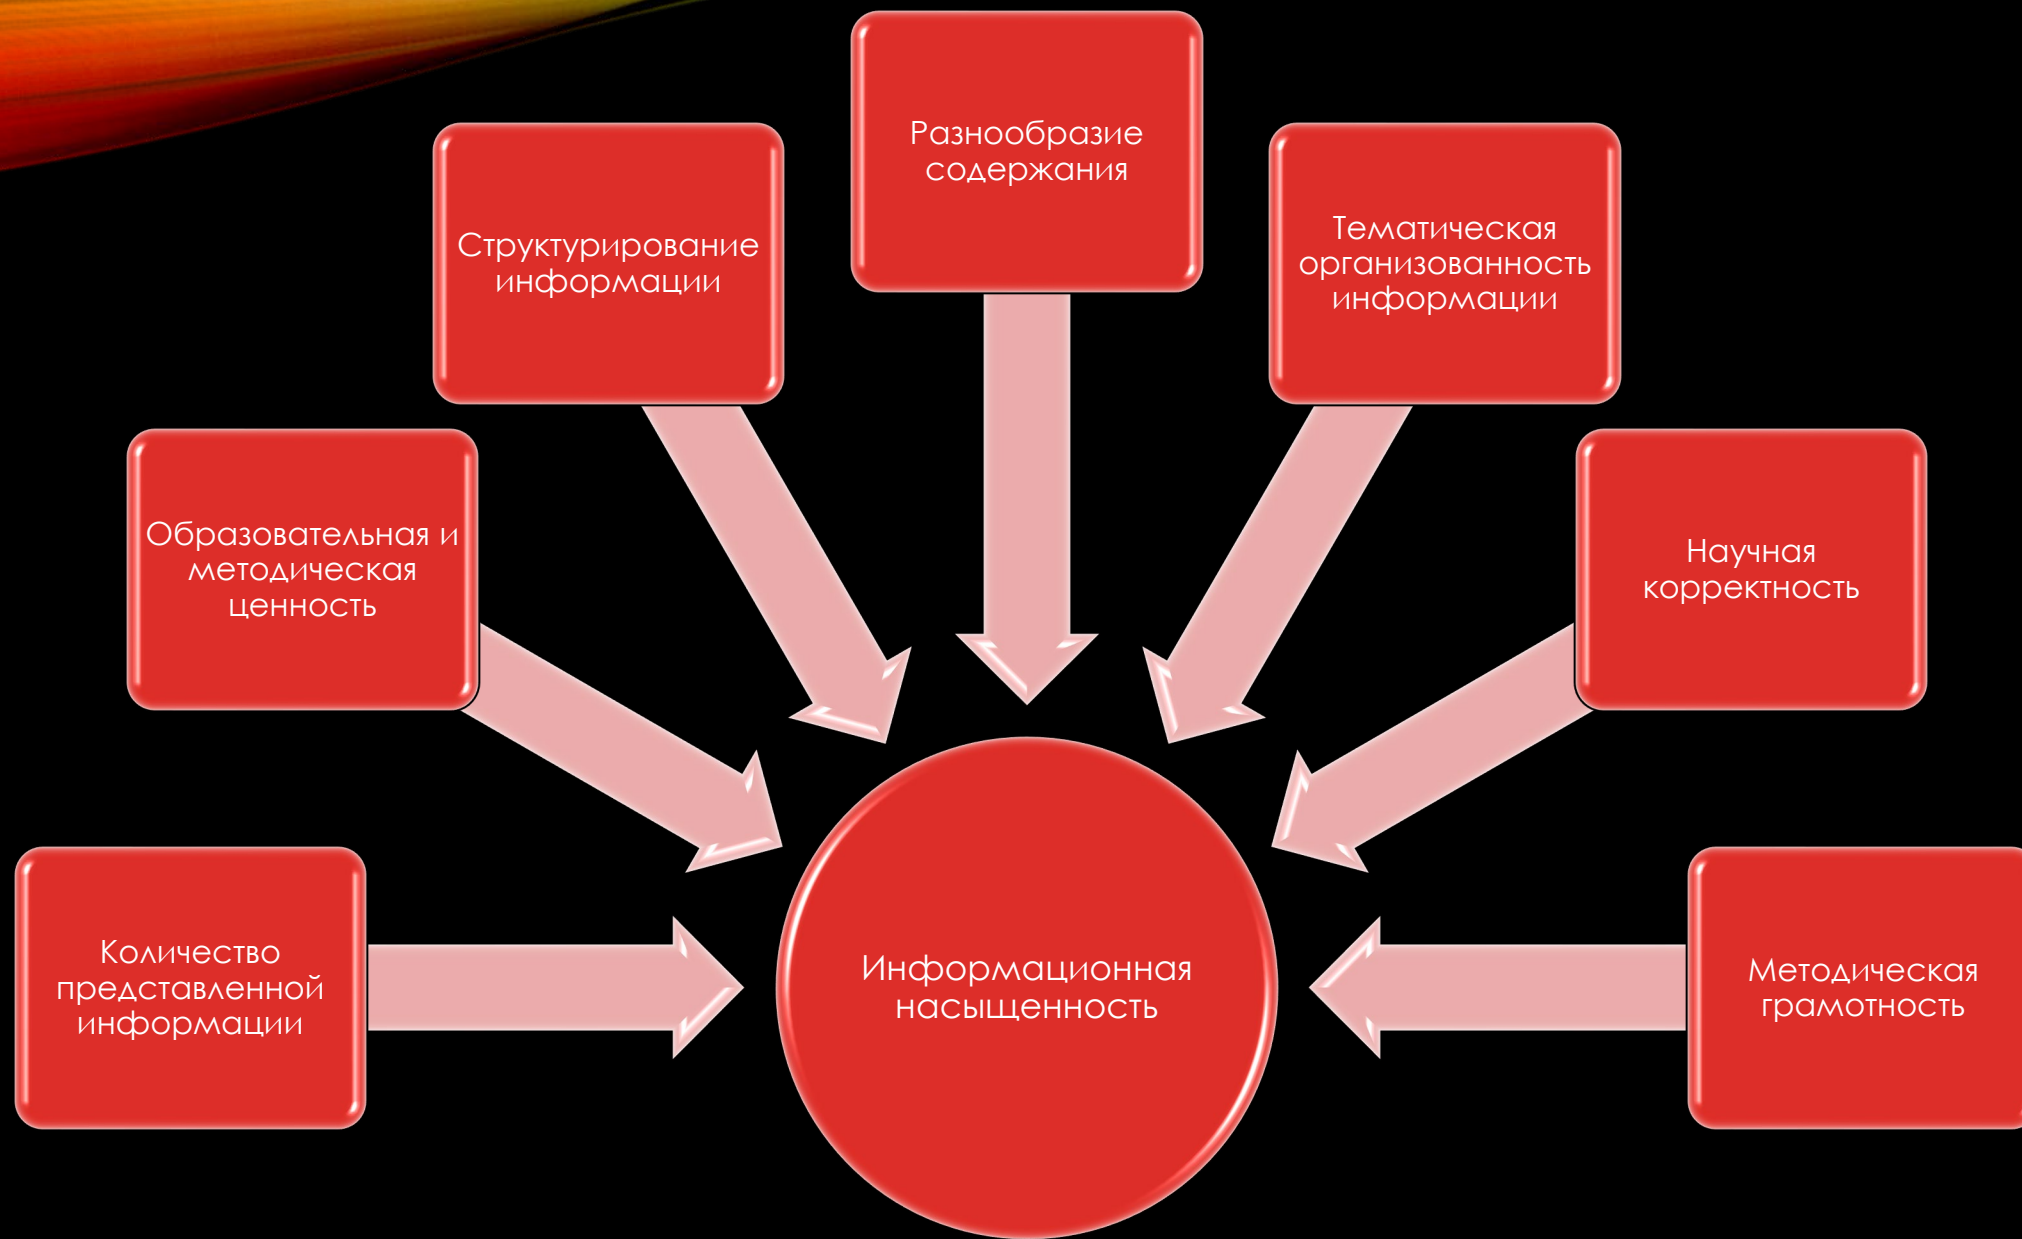 Разнообразие
содержания
Структурирование
информации
Тематическая
организованность
информации
Образовательная и
методическая
ценность
Научная
корректность
Количество
представленной
информации
Информационная
насыщенность
Методическая
грамотность